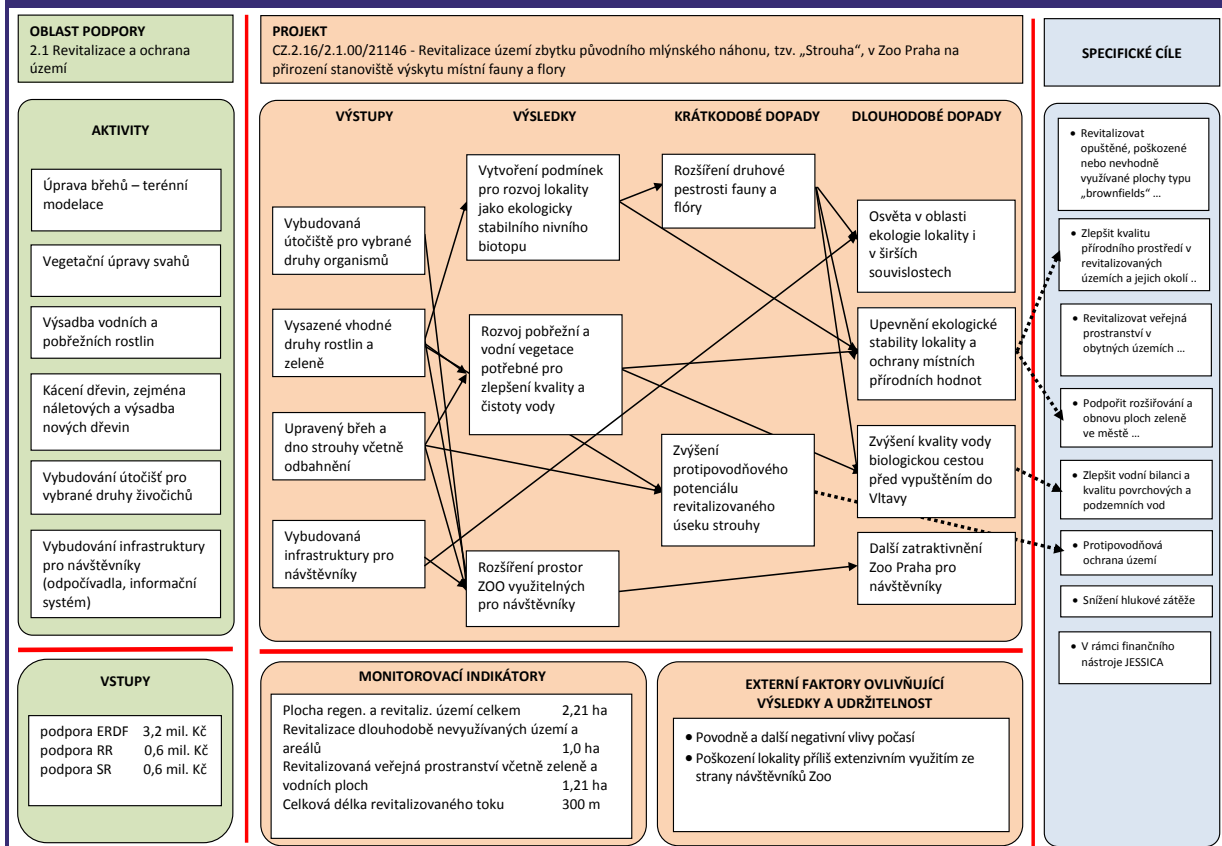 OBLAST PODPORY
2.1 Revitalizace a ochrana
území
PROJEKT
CZ.2.16/2.1.00/21146 - Revitalizace území zbytku původního mlýnského náhonu, tzv. „Strouha“, v Zoo Praha na
přirození stanoviště výskytu místní fauny a flory
SPECIFICKÉ CÍLE
AKTIVITY
Úprava břehů – terénní
modelace
Vegetační úpravy svahů
Výsadba vodních a
pobřežních rostlin
Kácení dřevin, zejména
náletových a výsadba
nových dřevin
Vybudování útočišť pro
vybrané druhy živočichů
Vybudování infrastruktury
pro návštěvníky
(odpočívadla, informační
systém)
VÝSTUPY
Vybudovaná
útočiště pro vybrané
druhy organismů
Vysazené vhodné
druhy rostlin a
zeleně
Upravený břeh a
dno strouhy včetně
odbahnění
Vybudovaná
infrastruktury pro
návštěvníky
VÝSLEDKY
Vytvoření podmínek
pro rozvoj lokality
jako ekologicky
stabilního nivního
biotopu
Rozvoj pobřežní a
vodní vegetace
potřebné pro
zlepšení kvality a
čistoty vody
Rozšíření prostor
ZOO využitelných
pro návštěvníky
KRÁTKODOBÉ DOPADY
Rozšíření druhové
pestrosti fauny a
flóry
Zvýšení
protipovodňového
potenciálu
revitalizovaného
úseku strouhy
DLOUHODOBÉ DOPADY
Osvěta v oblasti
ekologie lokality i
v širších
souvislostech
Upevnění ekologické
stability lokality a
ochrany místních
přírodních hodnot
Zvýšení kvality vody
biologickou cestou
před vypuštěním do
Vltavy
Další zatraktivnění
Zoo Praha pro
návštěvníky
• Revitalizovat
opuštěné, poškozené
nebo nevhodně
využívané plochy typu
„brownfields“ …
• Zlepšit kvalitu
přírodního prostředí v
revitalizovaných
územích a jejich okolí ..
• Revitalizovat veřejná
prostranství v
obytných územích …
• Podpořit rozšiřování a
obnovu ploch zeleně
ve městě …
• Zlepšit vodní bilanci a
kvalitu povrchových a
podzemních vod
• Protipovodňová
ochrana území
• Snížení hlukové zátěže
• V rámci finančního
nástroje JESSICA
VSTUPY
podpora ERDF 3,2 mil. Kč
podpora RR 0,6 mil. Kč
podpora SR 0,6 mil. Kč
MONITOROVACÍ INDIKÁTORY
Plocha regen. a revitaliz. území celkem 2,21 ha
Revitalizace dlouhodobě nevyužívaných území a
areálů 1,0 ha
Revitalizovaná veřejná prostranství včetně zeleně a
vodních ploch 1,21 ha
Celková délka revitalizovaného toku 300 m
EXTERNÍ FAKTORY OVLIVŇUJÍCÍ
VÝSLEDKY A UDRŽITELNOST
• Povodně a další negativní vlivy počasí
• Poškození lokality příliš extenzivním využitím ze
strany návštěvníků Zoo